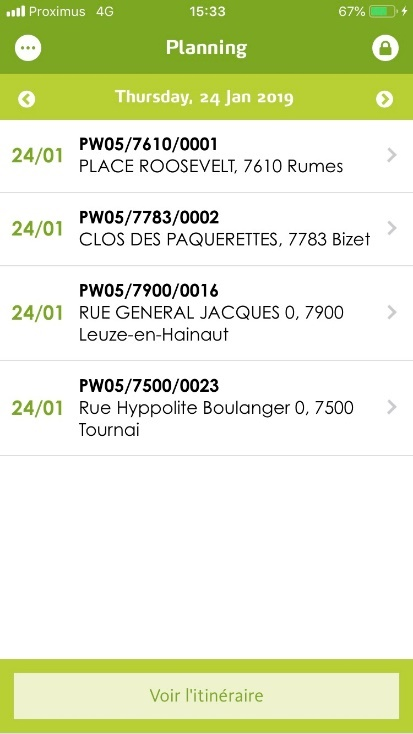 Proximus 4G 15:33 67%
Planning
Thursday, 24 Jan 2019
24/01
PW05/7610/0001
PLACE ROOSEVELT, 7610 Rumes
24/01
PW05/7783/0002
CLOS DES PAQUERETTES, 7783 Bizet
24/01
PW05/7900/0016
RUE GENERAL JACQUES 0, 7900
Leuze-en-Hainaut
24/01
PW05/7500/0023
Rue Hyppolite Boulanger 0, 7500
Tournai
Voir l'itinéraire